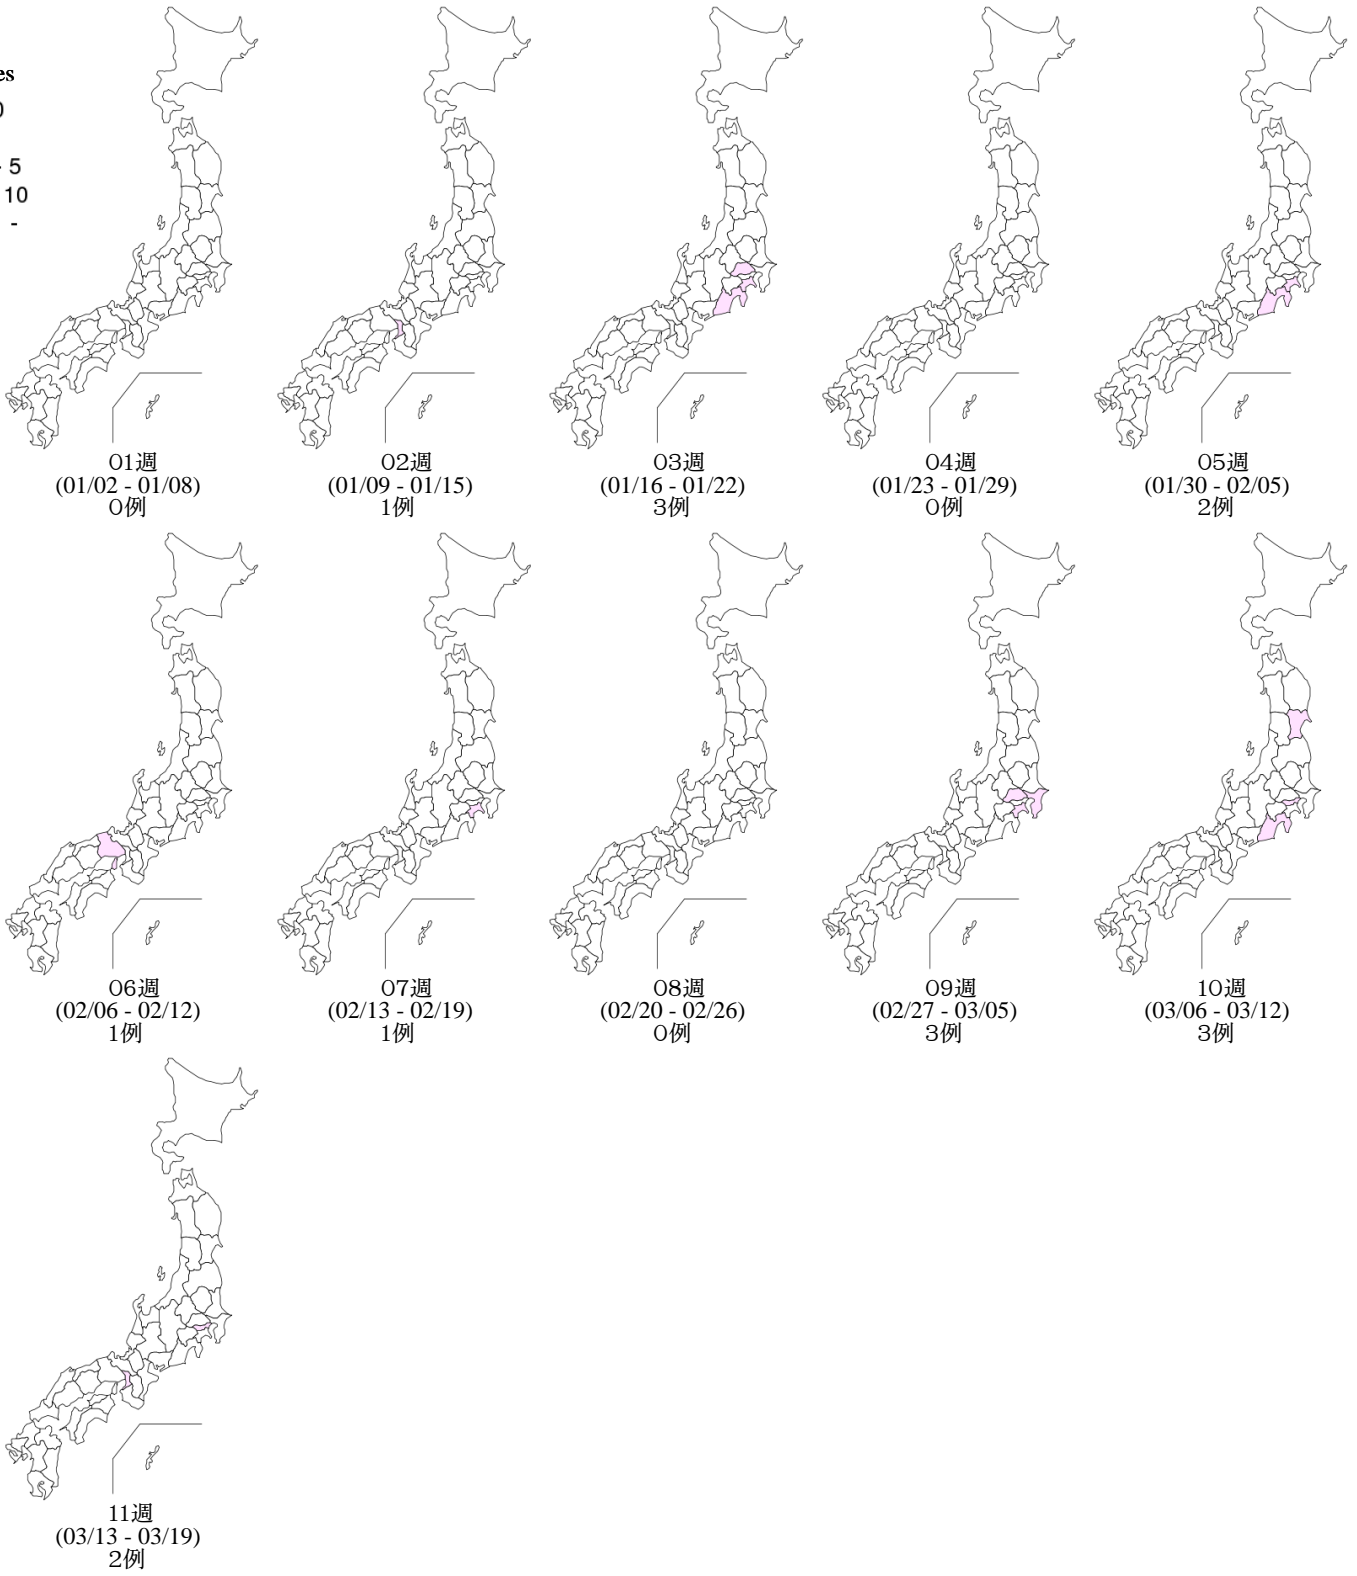 es
0
5
10
-
01週
(01/02 - 01/08)
0例
02週
(01/09 - 01/15)
1例
03週
(01/16 - 01/22)
3例
04週
(01/23 - 01/29)
0例
05週
(01/30 - 02/05)
2例
06週
(02/06 - 02/12)
1例
07週
(02/13 - 02/19)
1例
08週
(02/20 - 02/26)
0例
09週
(02/27 - 03/05)
3例
10週
(03/06 - 03/12)
3例
11週
(03/13 - 03/19)
2例